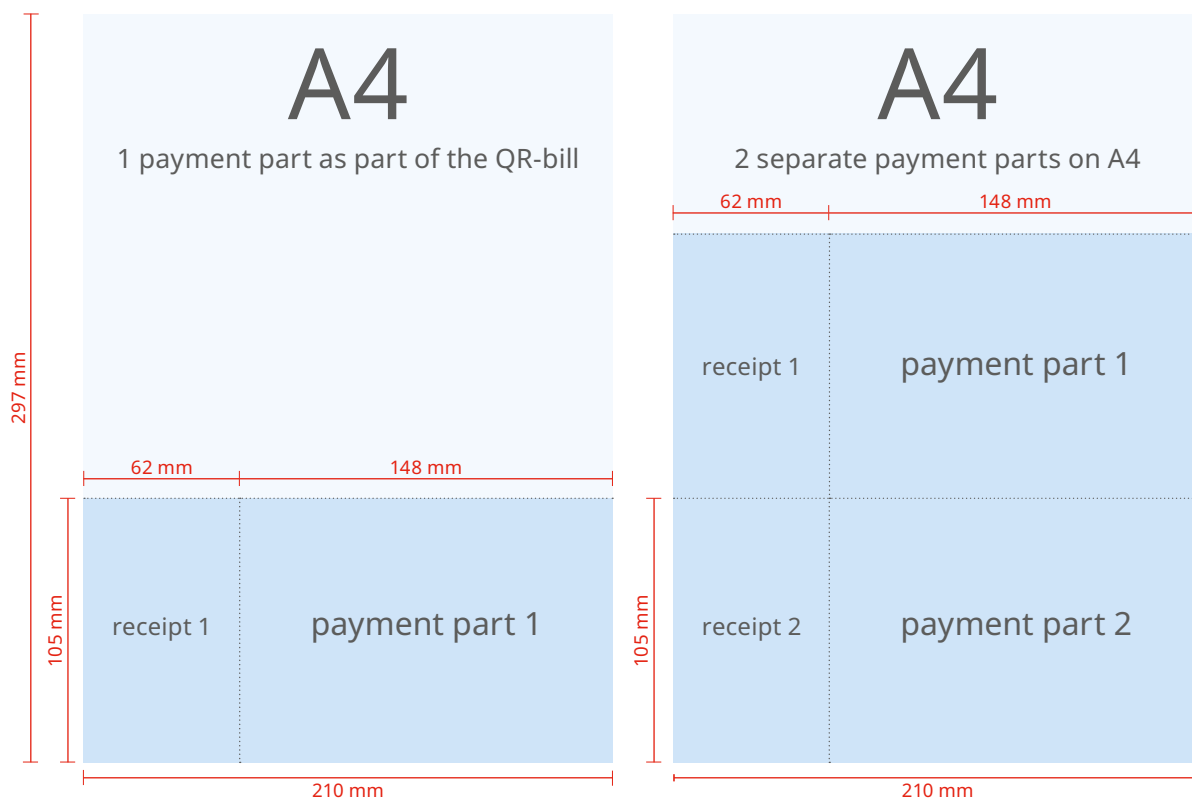 A4
1 payment part as part of the QR-bill
297 mm
62 mm
148 mm
105 mm
receipt 1
payment part 1
210 mm
A4
2 separate payment parts on A4
62 mm
148 mm
receipt 1
payment part 1
105 mm
receipt 2
payment part 2
210 mm